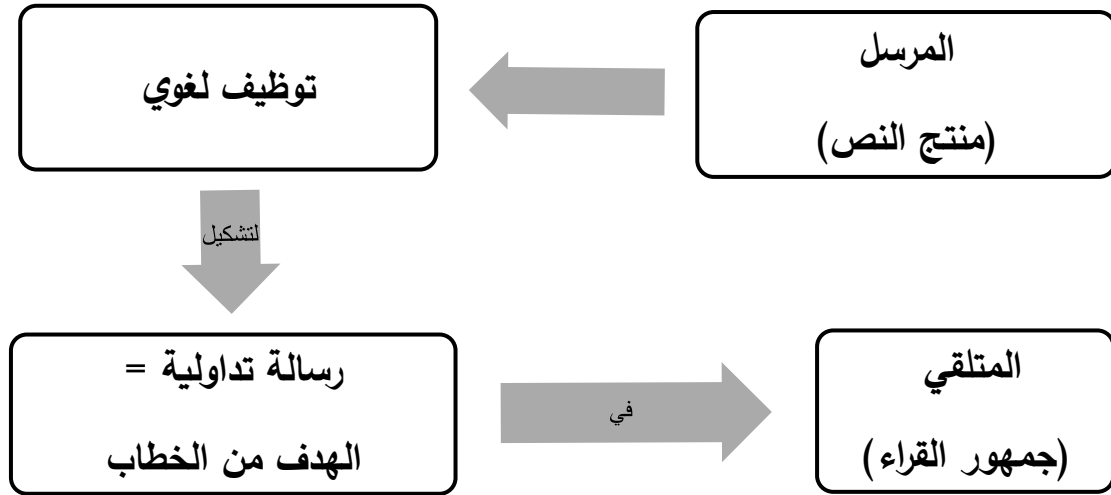 المرسل
(منتج النص)
توظيف لغوي
لتشكيل
رسالة تداولية =
الهدف من الخطاب
في
المتلقي
(جمهور القراء)